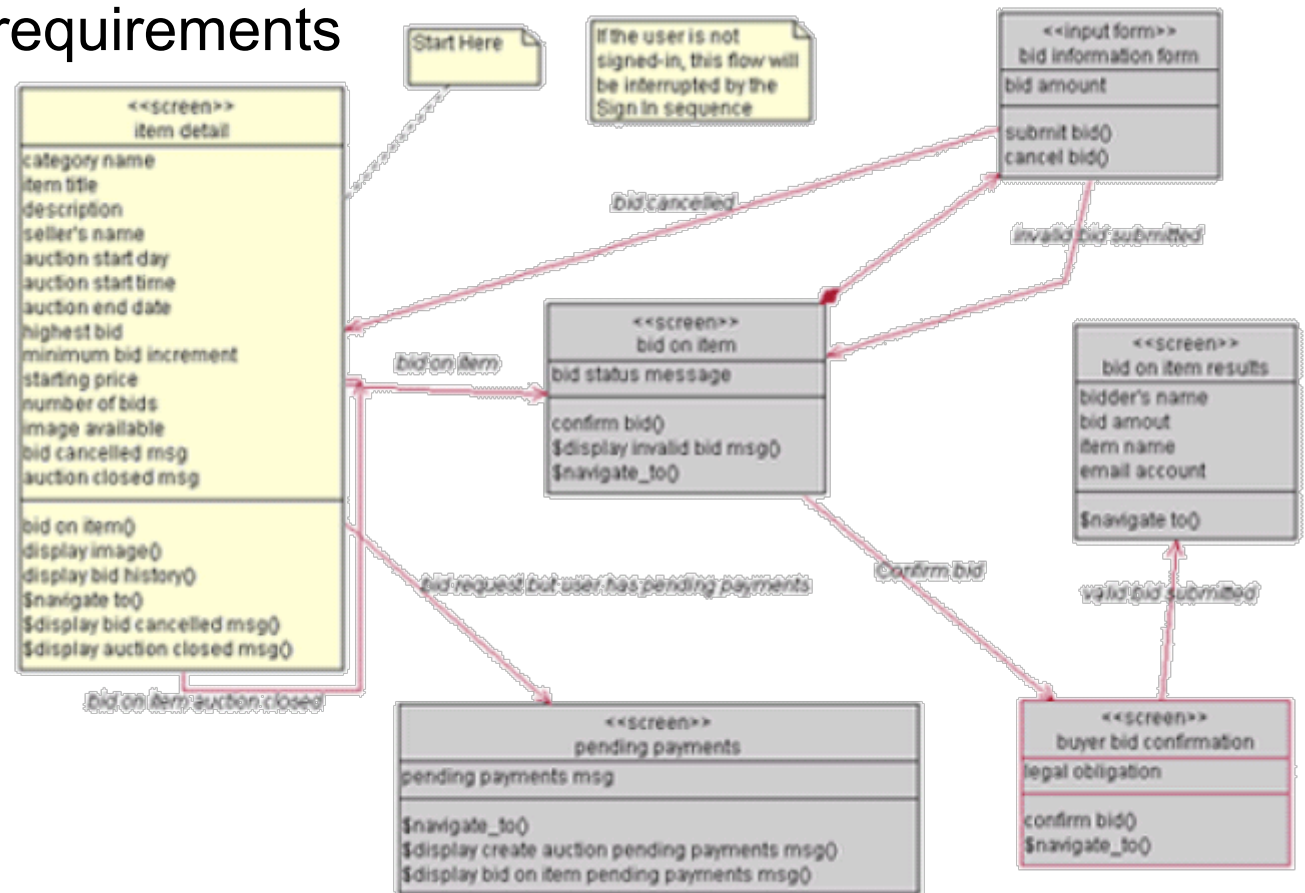 requirements
Start Here
If the user is not
signed-in, this flow will
be interrupted by the
Sign In sequence
<<input form>>
bid information form
bid amount
submit bid()
cancel bid()
<<screen>>
item detail
category name
item title
description
seller's name
auction start day
auction start time
auction end date
highest bid
minimum bid increment
starting price
number of bids
image available
bid cancelled msg
auction closed msg
bid on item()
display image()
display bid history()
$navigate to()
$display bid cancelled msg()
$display auction closed msg()
bid cancelled
invalid bid submitted
bid on item
<<screen>>
bid on item
bid status message
confirm bid()
$display invalid bid msg()
$navigate_to()
<<screen>>
bid on item results
bidder's name
bid amout
item name
email account
$navigate to()
bid request but user has pending payments
Confirm bid
valid bid submitted
bid on item auction closed
<<screen>>
pending payments
pending payments msg
$navigate_to()
$display create auction pending payments msg()
$display bid on item pending payments msg()
<<screen>>
buyer bid confirmation
legal obligation
confirm bid()
$navigate_to()